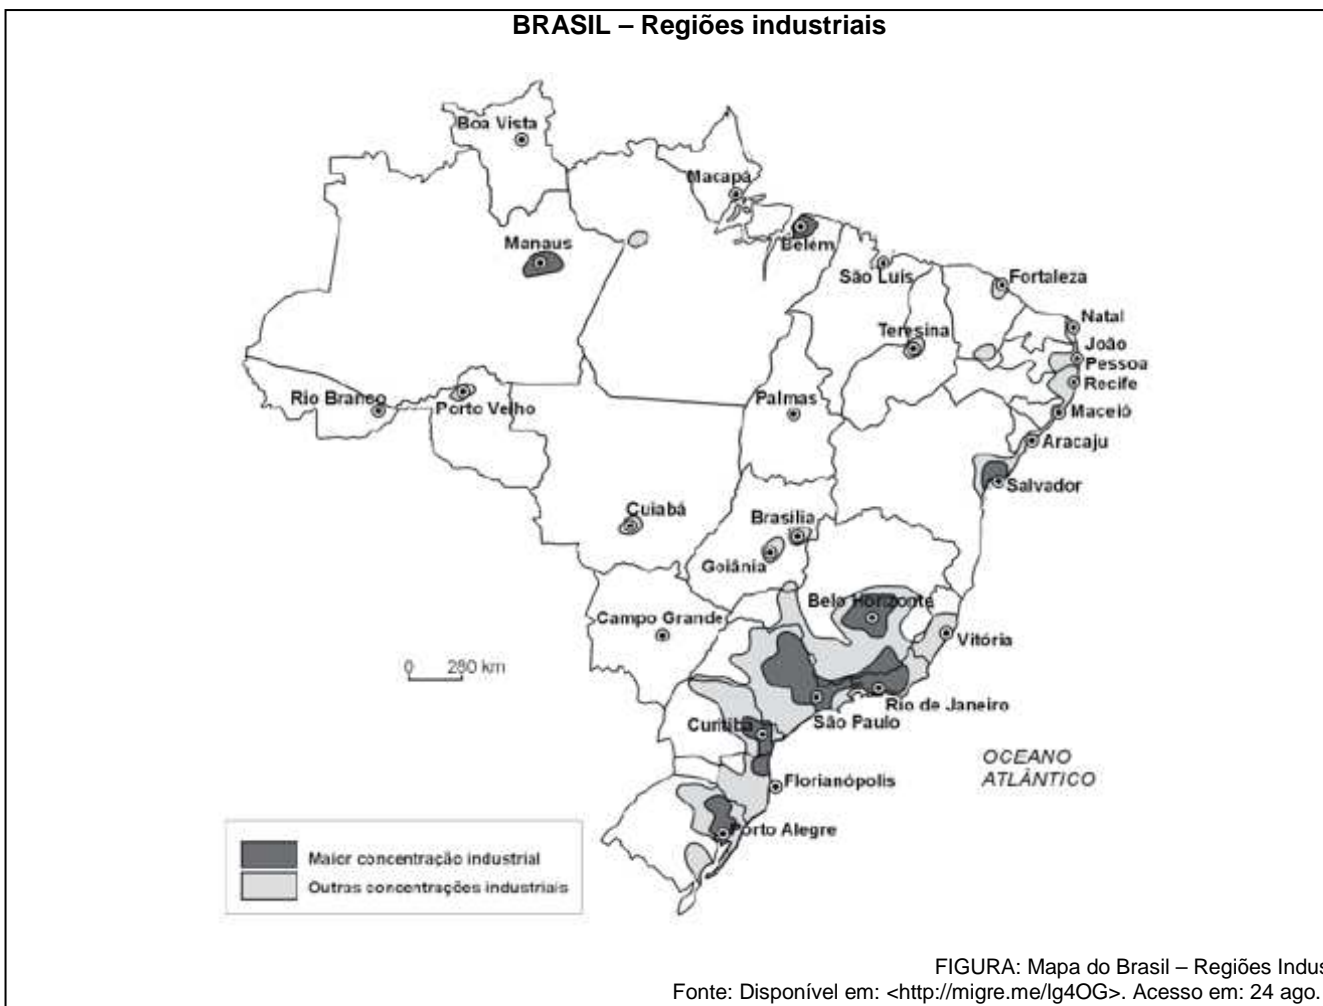 BRASIL – Regiões industriais
Boa Vista
Macapá
Manaus
Belém
São Luís
Fortaleza
Teresina
Natal
João
Pessoa
Recife
Rio Branco
Porto Velho
Palmas
Maceió
Aracaju
Salvador
Cuiabá
Brasília
Goiânia
Belo Horizonte
Campo Grande
Vitória
0 280 km
Rio de Janeiro
São Paulo
Curitiba
OCEANO
ATLÂNTICO
Florianópolis
Porto Alegre
Maior concentração industrial
Outras concentrações industriais
FIGURA: Mapa do Brasil – Regiões Indus
Fonte: Disponível em: <http://migre.me/lg4OG>. Acesso em: 24 ago.